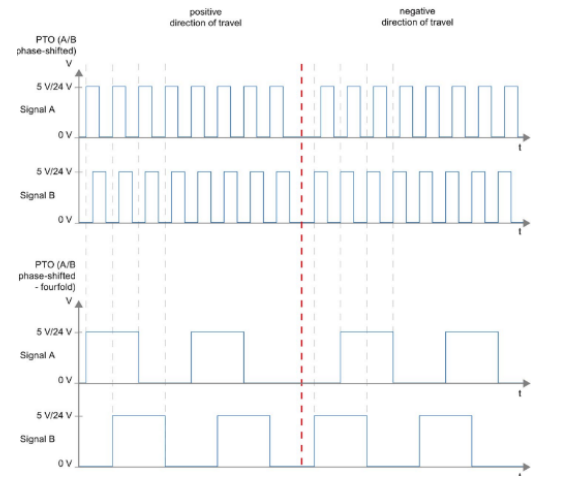 positive
direction of travel
negative
direction of travel
PTO (A/B
phase-shifted)
V
5 V/24 V
Signal A
0 V
t
5 V/24 V
Signal B
0 V
t
PTO (A/B
phase-shifted
- fourfold)
V
5 V/24 V
Signal A
0 V
t
5 V/24 V
Signal B
0 V